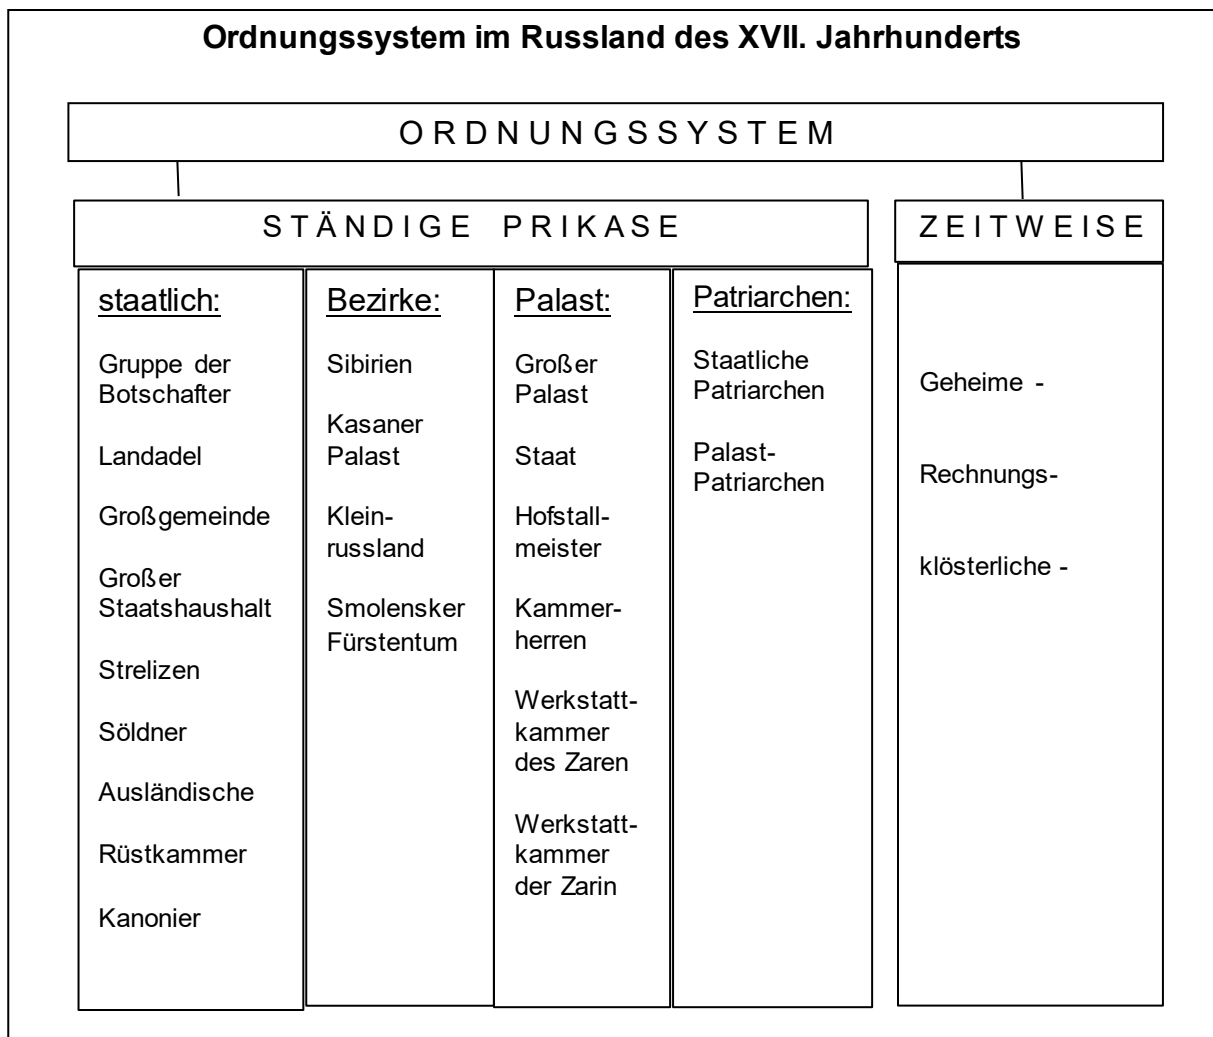 Ordnungssystem im Russland des XVII. Jahrhunderts
ORDNUNGSSYSTEM
STÄNDIGE PRIKASE
ZEITWEISE
staatlich:
Gruppe der
Botschafter
Landadel
Großgemeinde
Großer
Staatshaushalt
Strelizen
Söldner
Ausländische
Rüstkammer
Kanonier
Bezirke:
Sibirien
Kasaner
Palast
Klein-
russland
Smolensker
Fürstentum
Palast:
Großer
Palast
Staat
Hofstall-
meister
Kammer-
herren
Werkstatt-
kammer
des Zaren
Werkstatt-
kammer
der Zarin
Patriarchen:
Staatliche
Patriarchen
Palast-
Patriarchen
Geheime -
Rechnungs-
klösterliche -